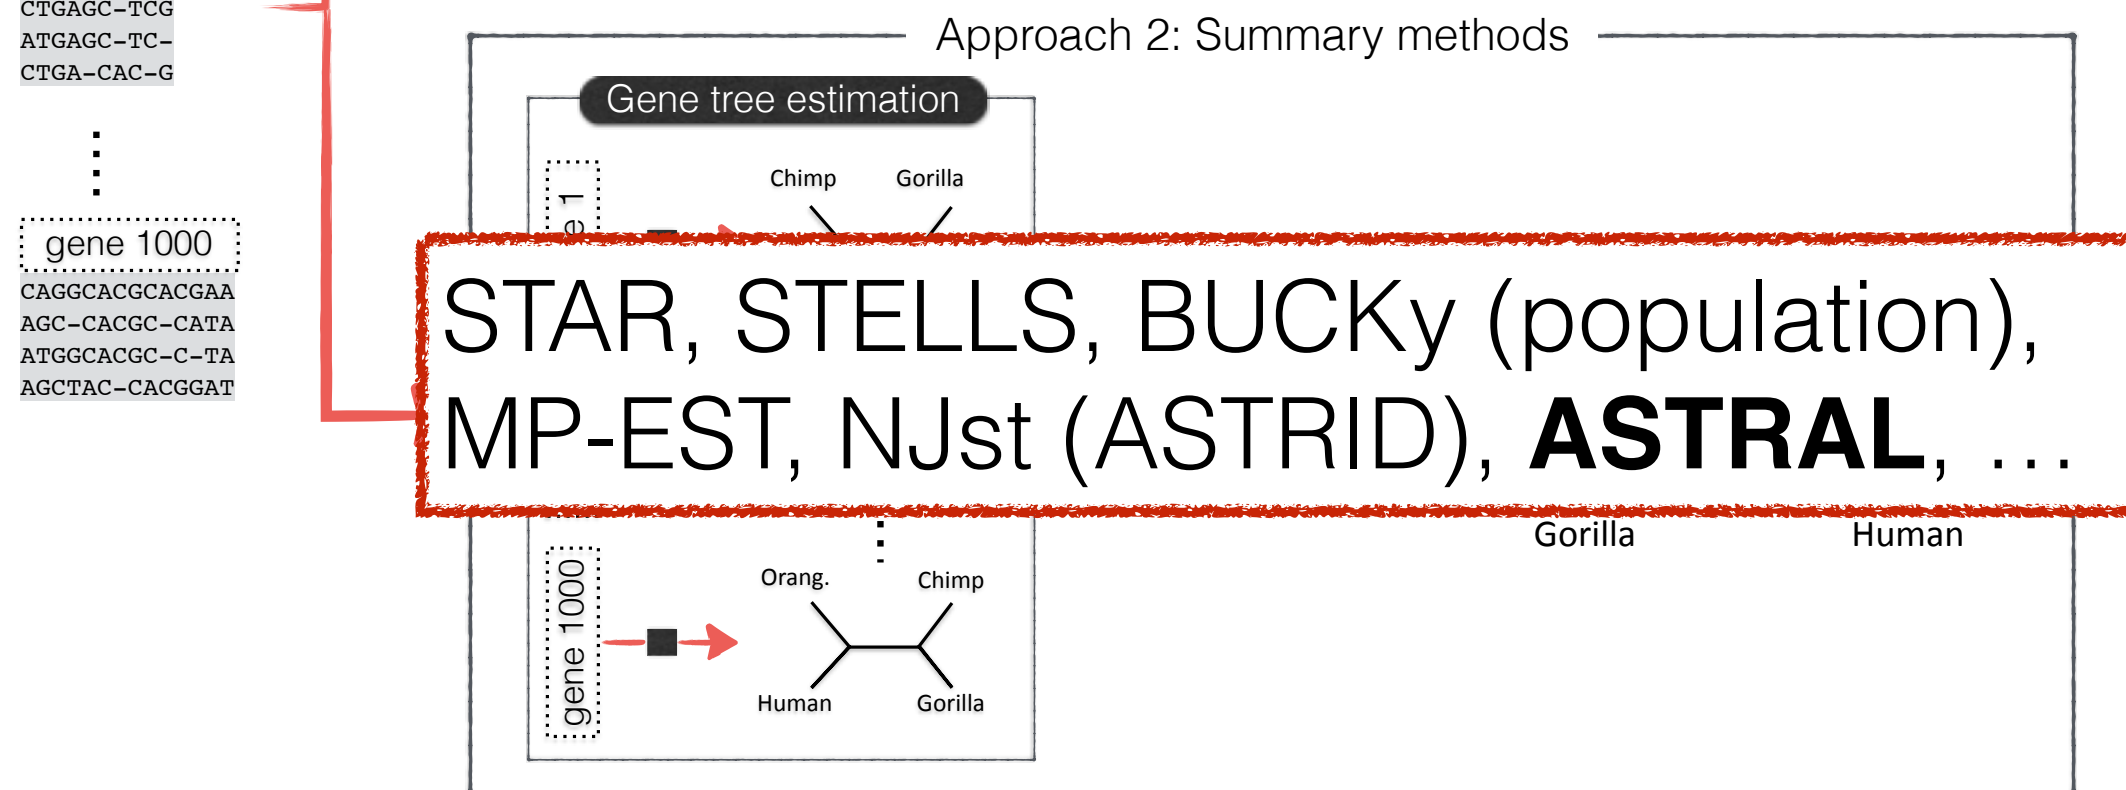 CTGAGC-TCG
ATGAGC-TC-
CTGA-CAC-G
gene 1000
CAGGCACGCACGAA
AGC-CACGC-CATA
ATGGCACGC-C-TA
AGCTAC-CACGGAT
Approach 2: Summary methods
Gene tree estimation
Chimp Gorilla
STAR, STELLS, BUCKy (population),
MP-EST, NJst (ASTRID), ASTRAL, ...
Gorilla Human
gene 1000
Orang. Chimp
Human Gorilla